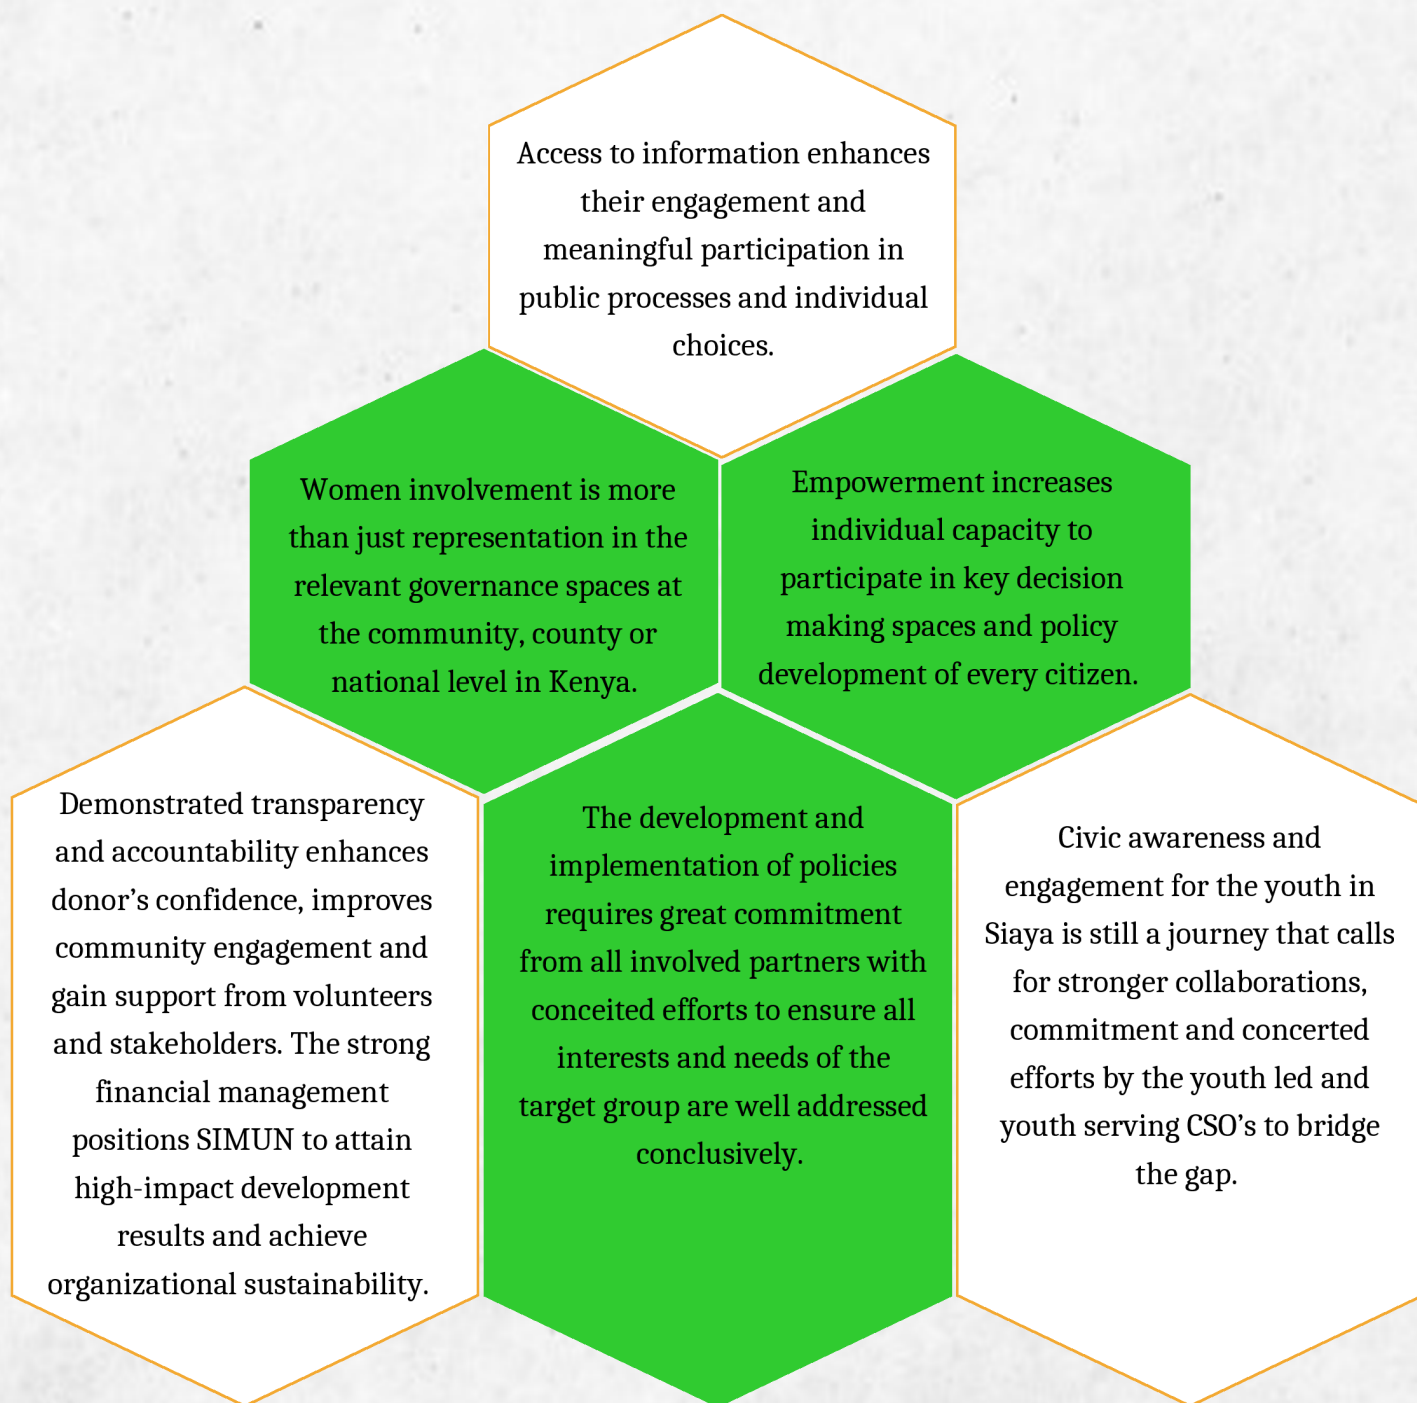 Access to information enhances
their engagement and
meaningful participation in
public processes and individual
choices.
Women involvement is more
than just representation in the
relevant governance spaces at
the community, county or
national level in Kenya.
Empowerment increases
individual capacity to
participate in key decision
making spaces and policy
development of every citizen.
Demonstrated transparency
and accountability enhances
donor’s confidence, improves
community engagement and
gain support from volunteers
and stakeholders. The strong
financial management
positions SIMUN to attain
high-impact development
results and achieve
organizational sustainability.
The development and
implementation of policies
requires great commitment
from all involved partners with
conceited efforts to ensure all
interests and needs of the
target group are well addressed
conclusively.
Civic awareness and
engagement for the youth in
Siaya is still a journey that calls
for stronger collaborations,
commitment and concerted
efforts by the youth led and
youth serving CSO’s to bridge
the gap.